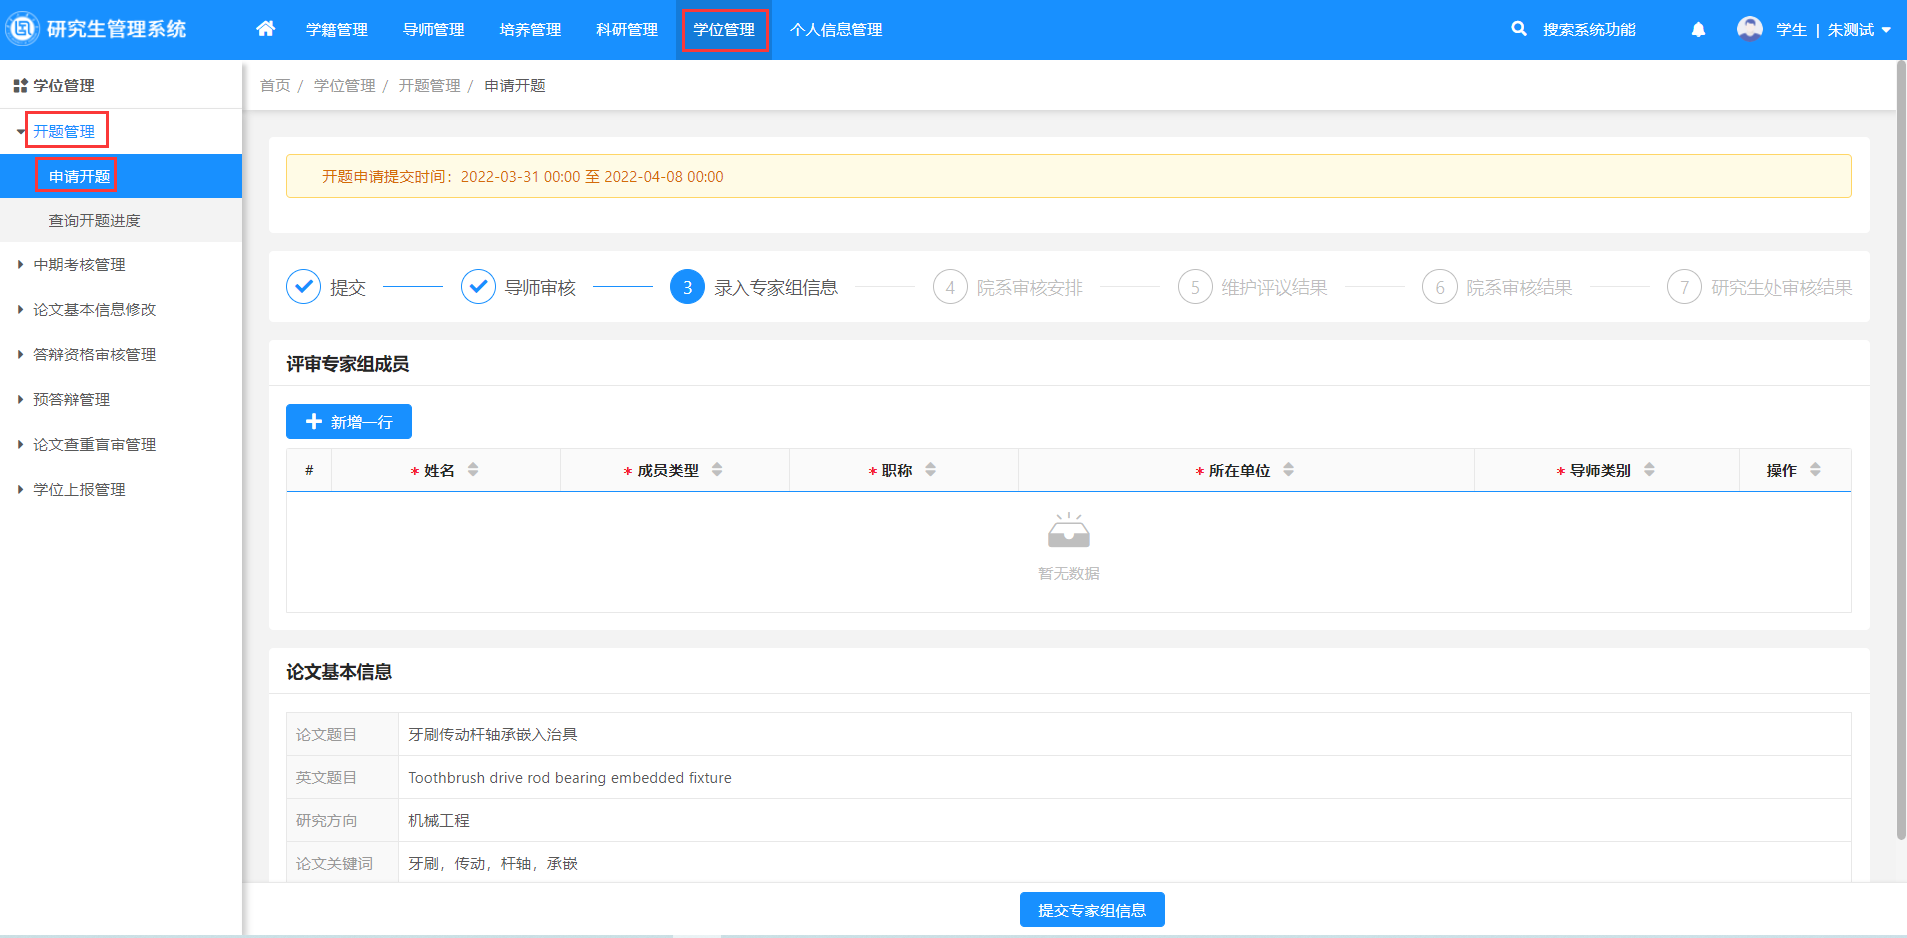 研究生管理系统
学籍管理 导师管理 培养管理 科研管理 学位管理 个人信息管理 搜索系统功能 学生 | 朱测试
学位管理
首页 / 学位管理 / 开题管理 / 申请开题
开题管理
申请开题
查询开题进度
中期考核管理
论文基本信息修改
答辩资格审核管理
预答辩管理
论文查重盲审管理
学位上报管理
开题申请提交时间：2022-03-31 00:00 至 2022-04-08 00:00
提交 导师审核 3 录入专家组信息 4 院系审核安排 5 维护评议结果 6 院系审核结果 7 研究生处审核结果
评审专家组成员
新增一行
# * 姓名 * 成员类型 * 职称 * 所在单位 * 导师类别 操作
暂无数据
论文基本信息
论文题目 牙刷传动杆轴承嵌入治具
英文题目 Toothbrush drive rod bearing embedded fixture
研究方向 机械工程
论文关键词 牙刷，传动，杆轴，承嵌
提交专家组信息